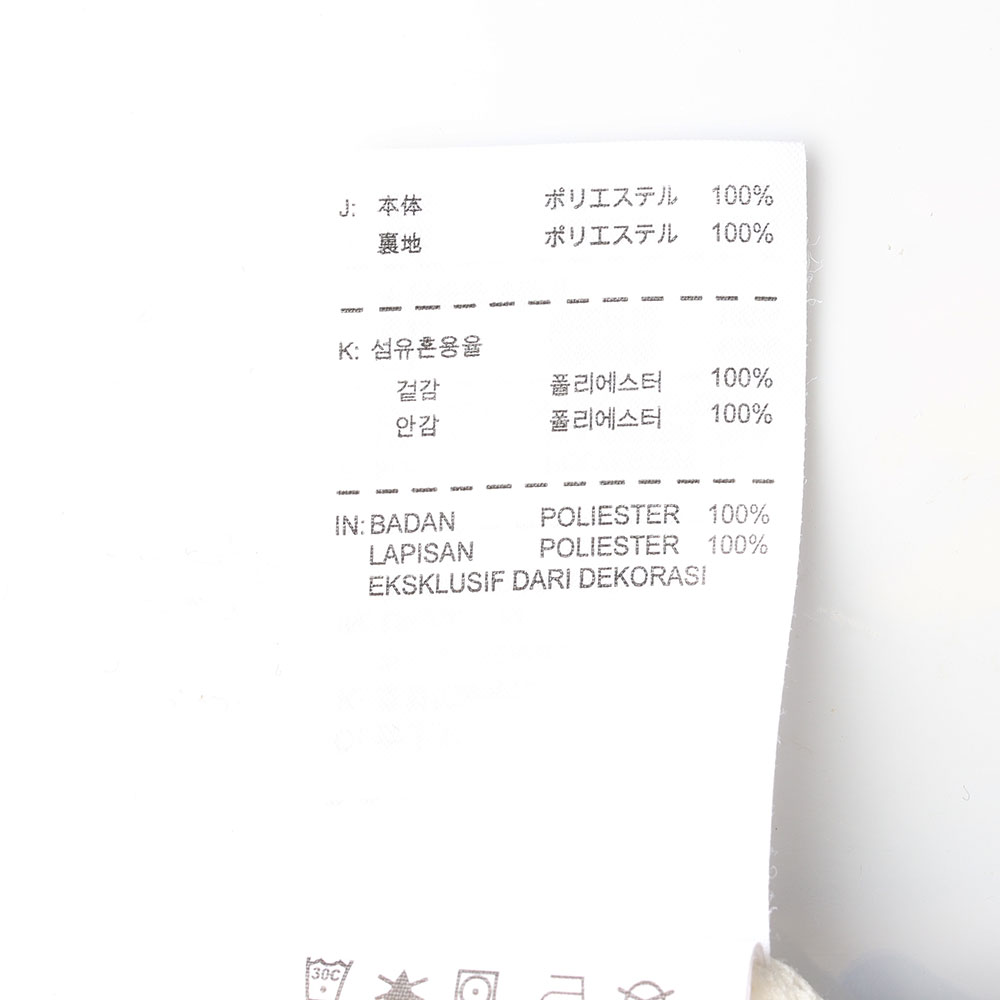 J: 本体 ポリエステル 100%
裏地 ポリエステル 100%
K: 섬유혼용율
겉감 폴리에스터 100%
안감 폴리에스터 100%
IN: BADAN POLIESTER 100%
LAPISAN POLIESTER 100%
EKSKLUSIF DARI DEKORASI
30C